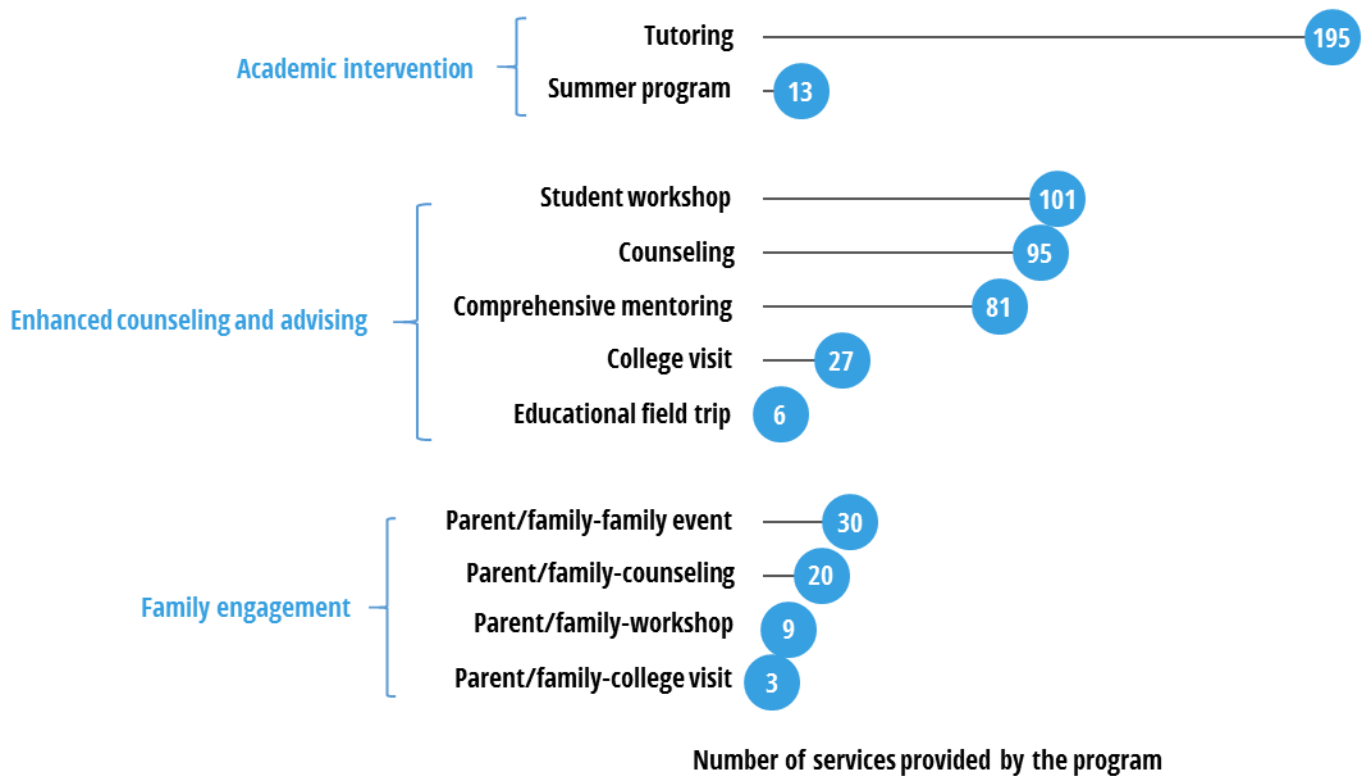 Academic intervention
Tutoring
195
Summer program
13
Enhanced counseling and advising
Student workshop
101
Counseling
95
Comprehensive mentoring
81
College visit
27
Educational field trip
6
Family engagement
Parent/family-family event
30
Parent/family-counseling
20
Parent/family-workshop
9
Parent/family-college visit
3
Number of services provided by the program